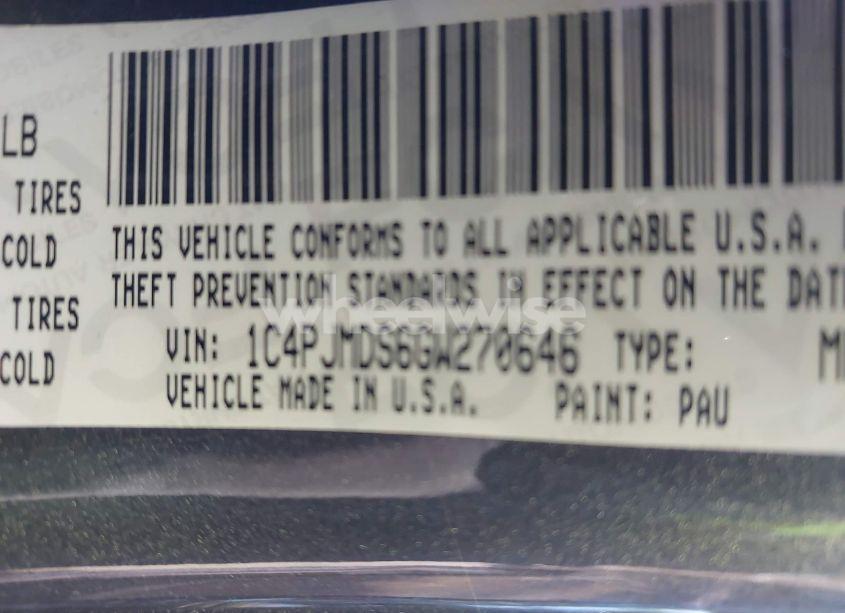 LB
TIRES
COLD
TIRES
COLD
THIS VEHICLE CONFORMS TO ALL APPLICABLE U.S.A.
THEFT PREVENTION STANDARDS IN EFFECT ON THE DAT
VIN: 1C4PJMDS6GW270646 TYPE: M
VEHICLE MADE IN U.S.A. PAINT: PAU
wheelwise